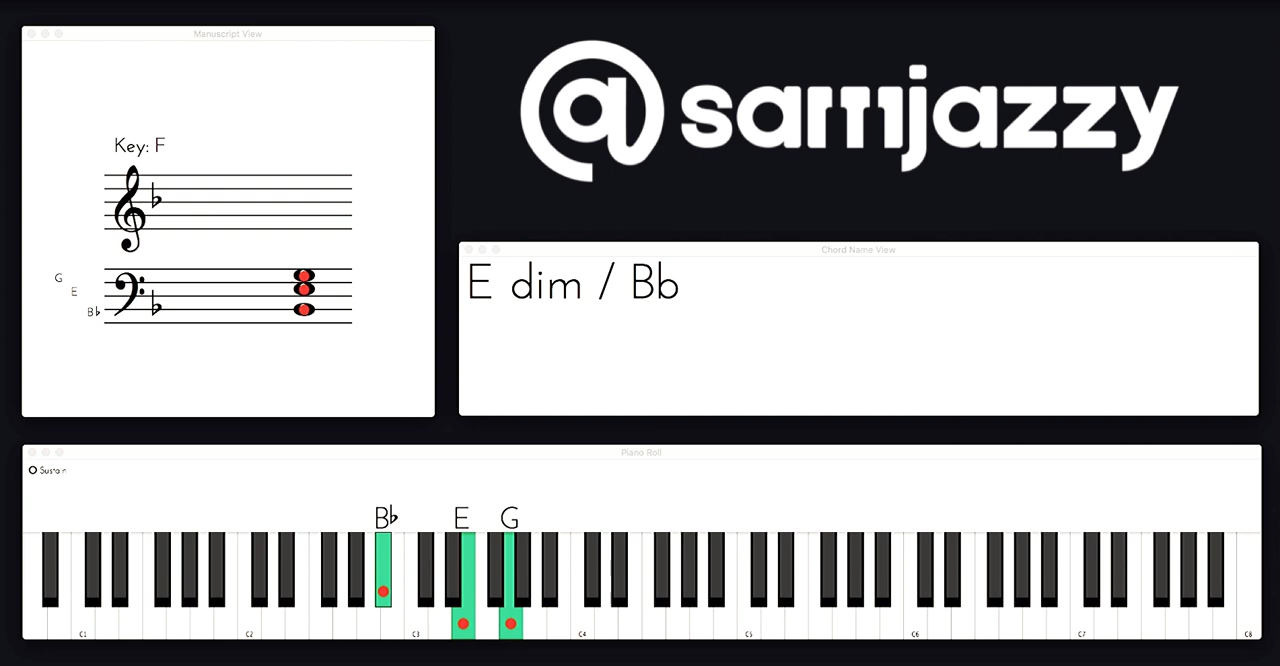 Manuscript View
@samjazzy
Key: F
G
E
B♭
Chord Name View
E dim / Bb
Piano Roll
Sustain
B♭ E G
C1 C2 C3 C4 C5 C6 C7 C8